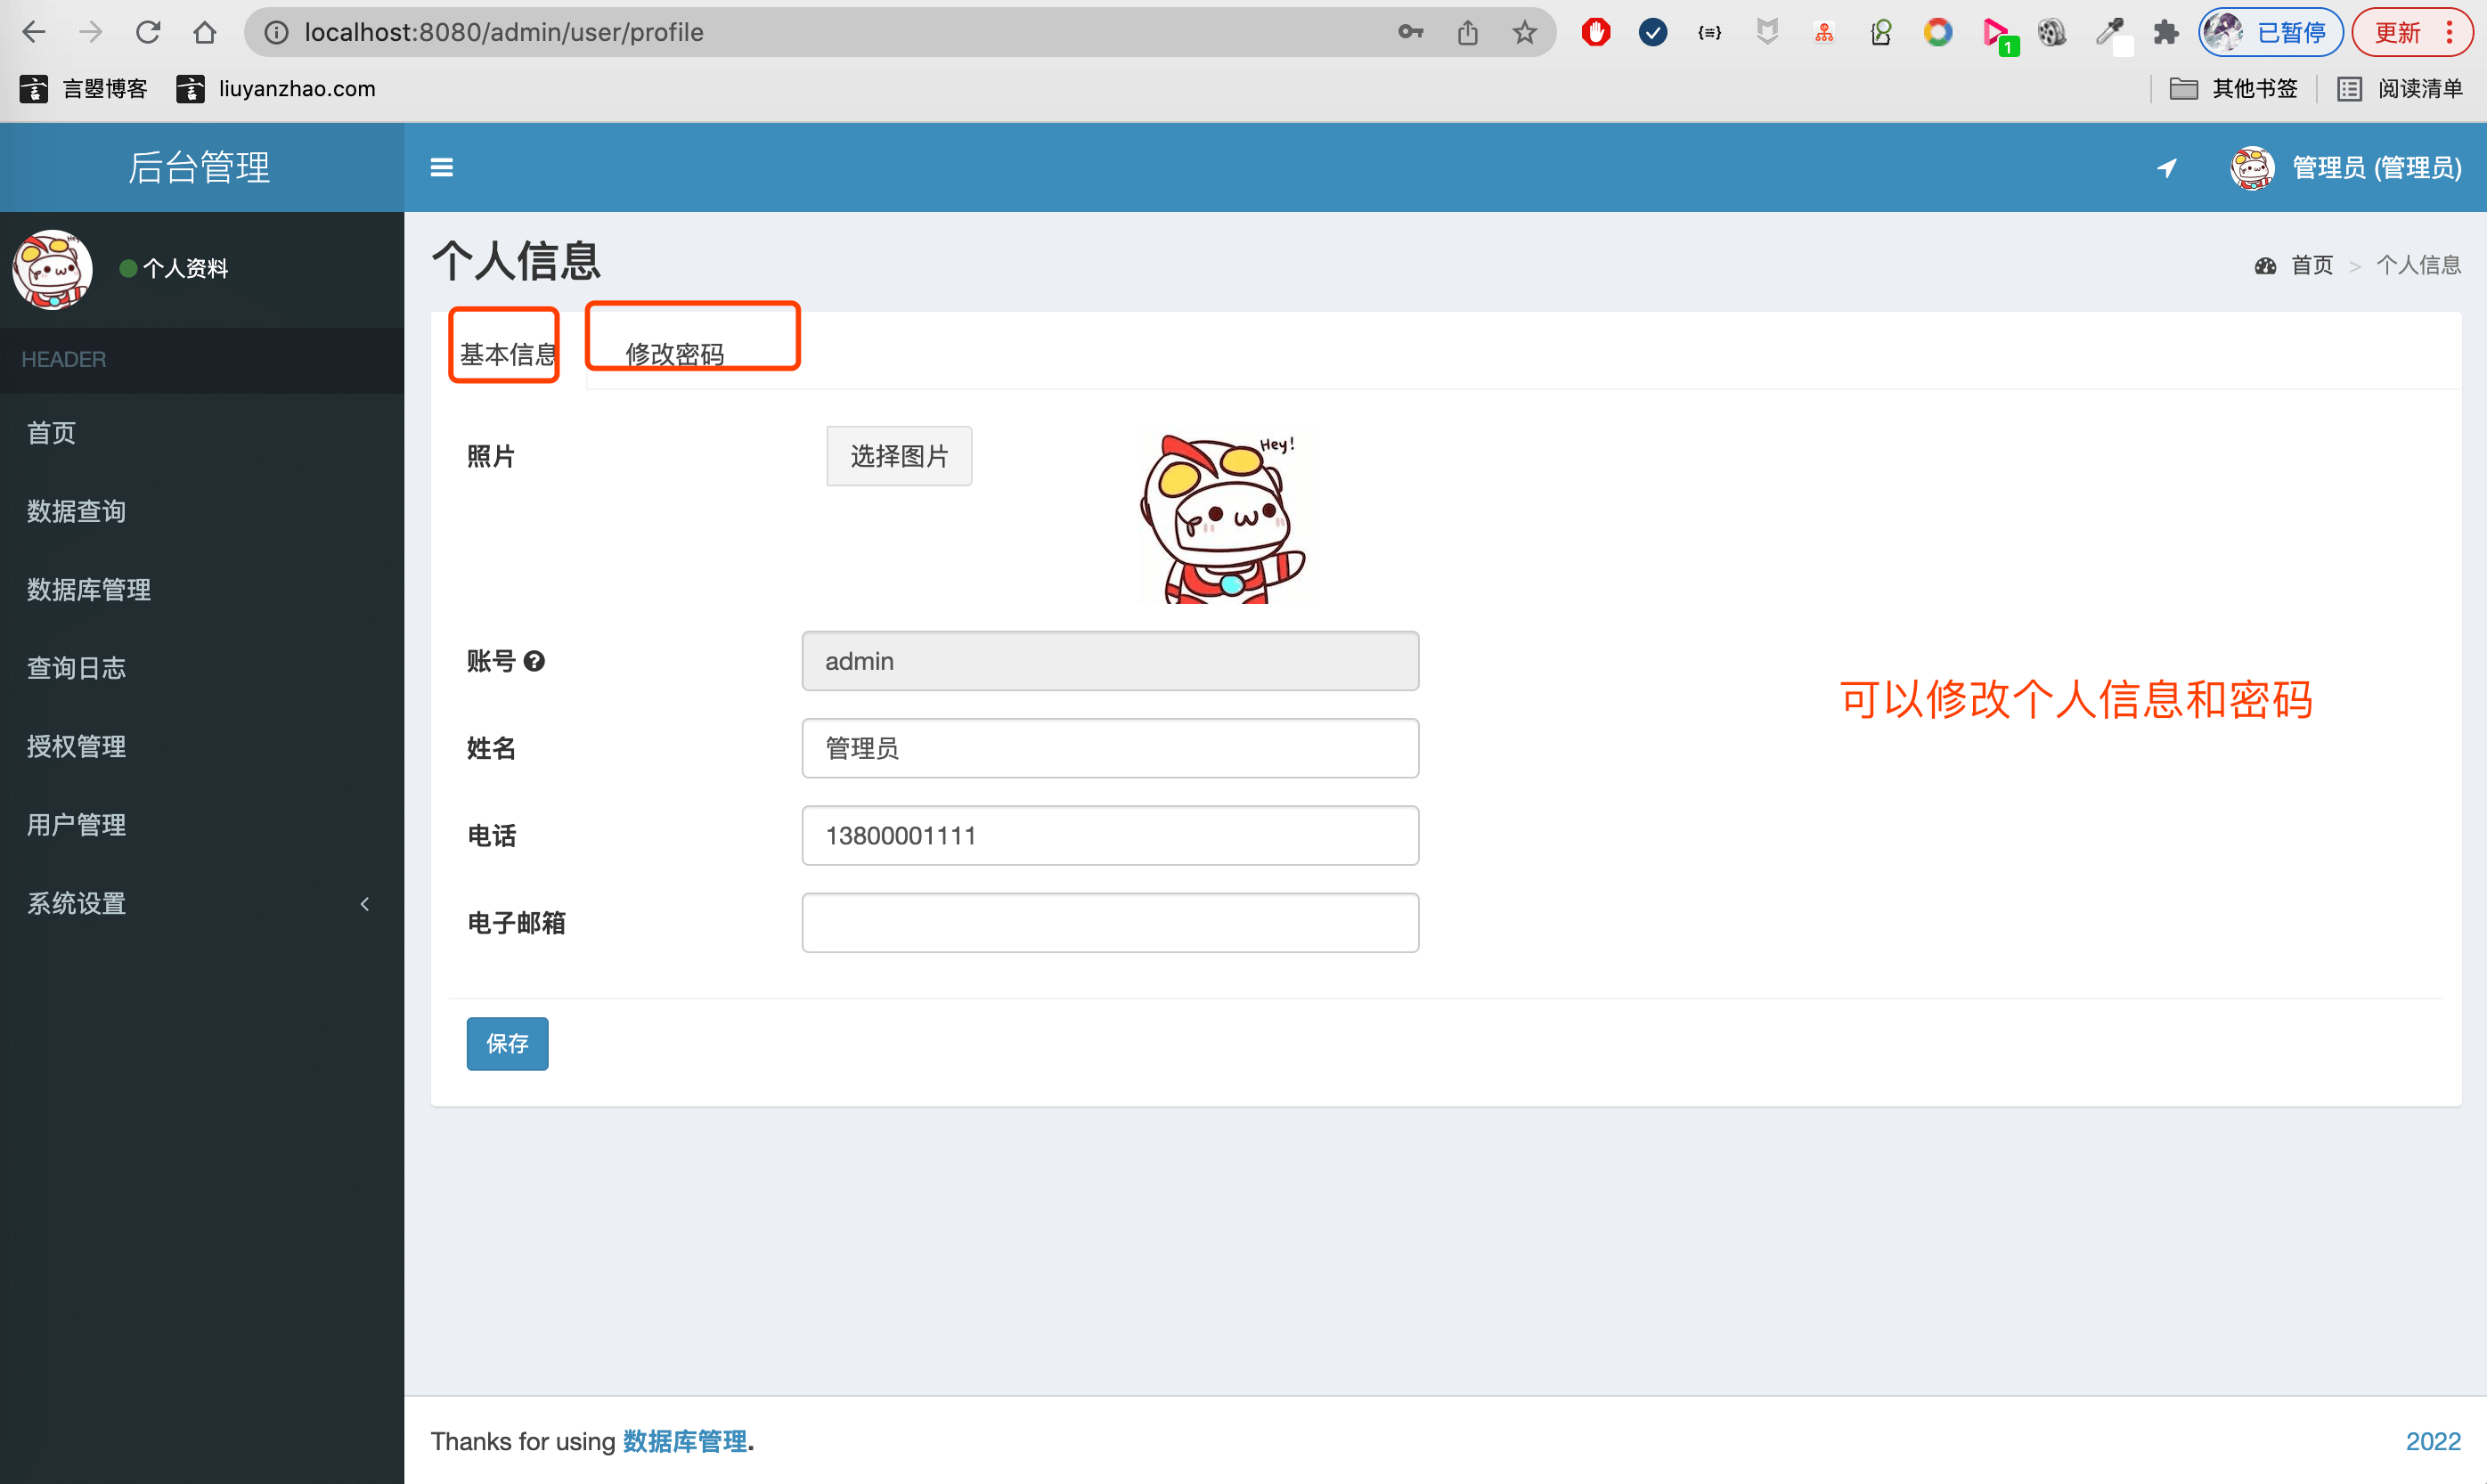 localhost:8080/admin/user/profile
1
已暂停
更新
言曌博客
liuyanzhao.com
其他书签
阅读清单
后台管理
管理员 (管理员)
个人资料
个人信息
首页 > 个人信息
HEADER
基本信息
修改密码
首页
数据查询
数据库管理
查询日志
授权管理
用户管理
系统设置
照片
选择图片
Hey!
账号
admin
姓名
管理员
可以修改个人信息和密码
电话
13800001111
电子邮箱
保存
Thanks for using 数据库管理.
2022